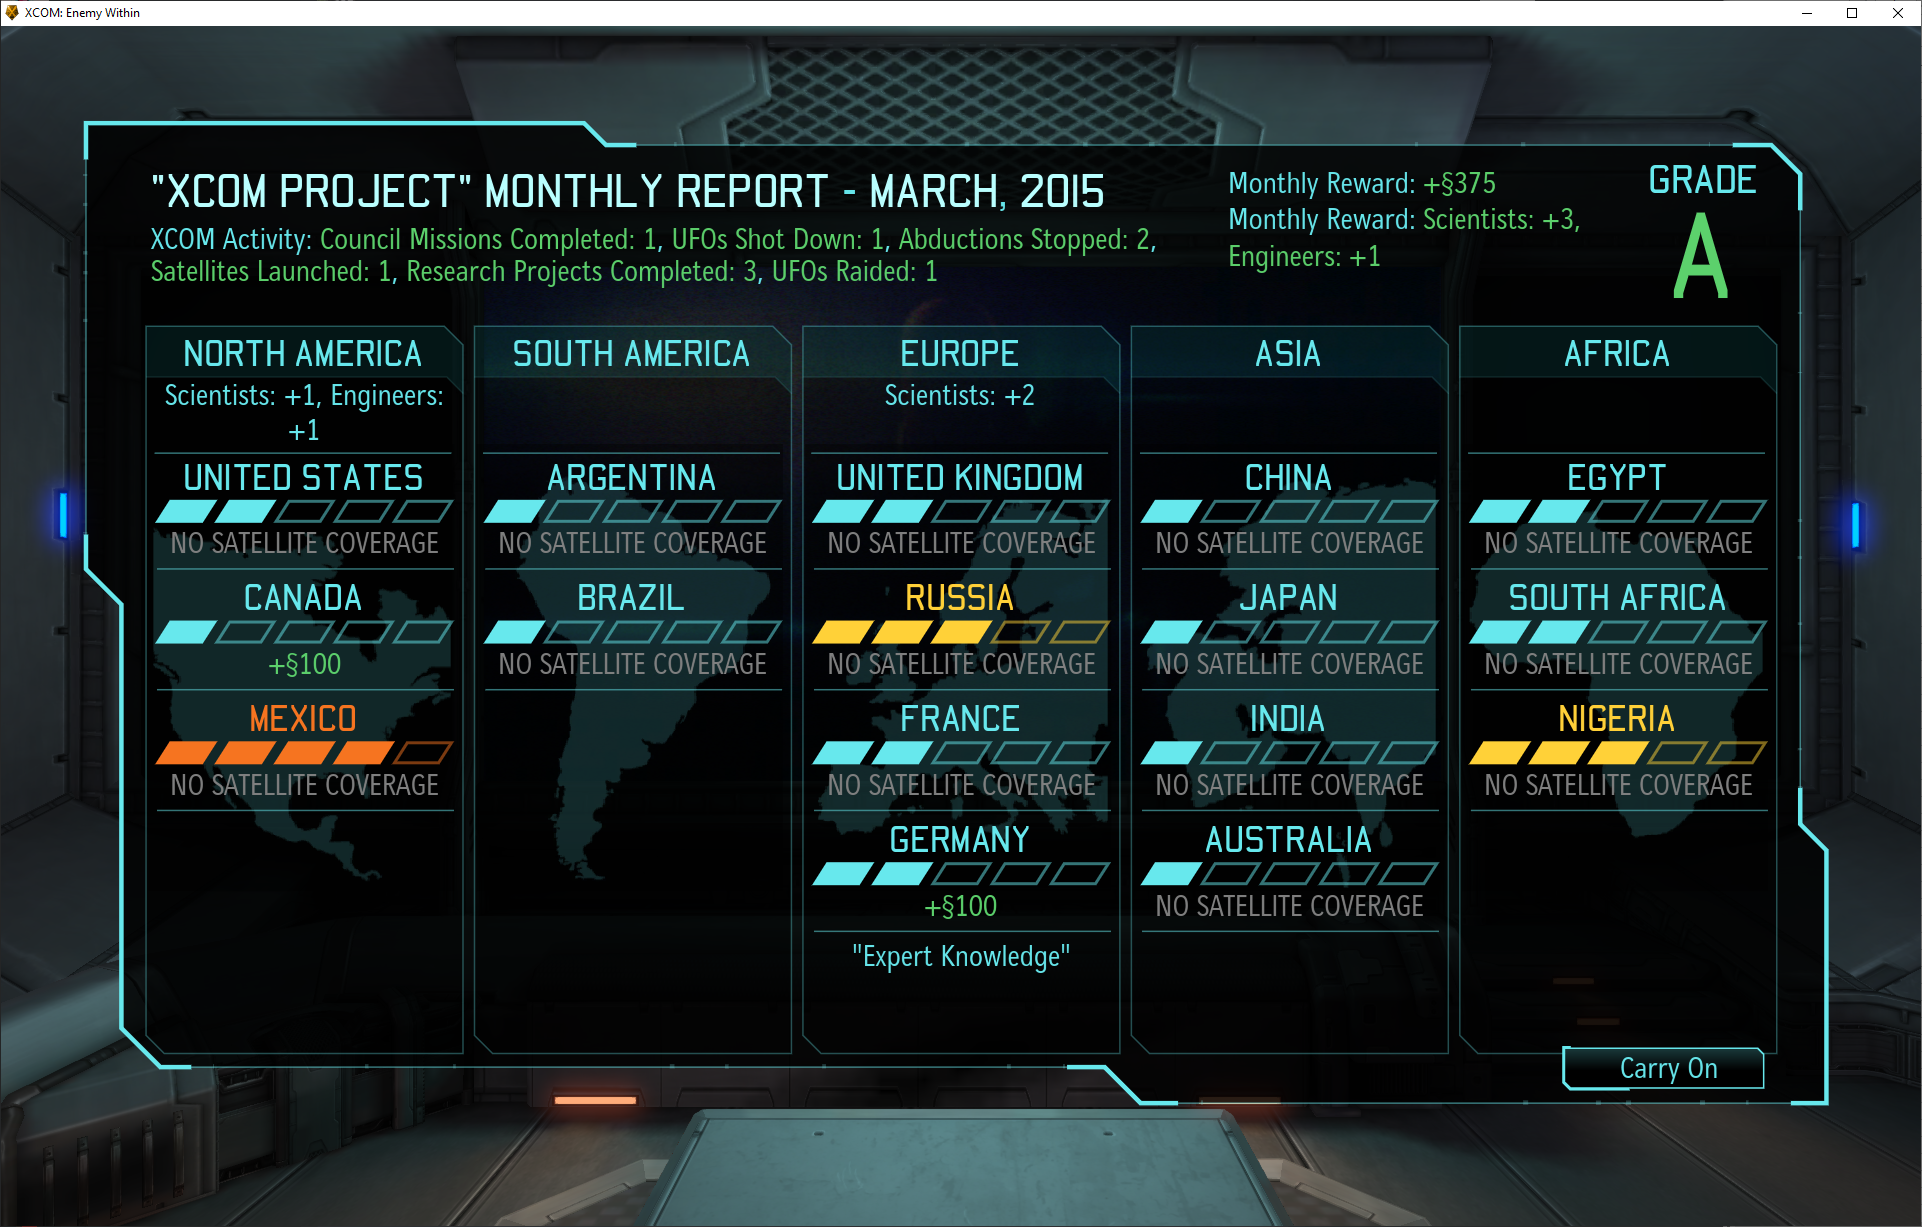 XCOM: Enemy Within
"XCOM PROJECT" MONTHLY REPORT - MARCH, 2015
XCOM Activity: Council Missions Completed: 1, UFOs Shot Down: 1, Abductions Stopped: 2,
Satellites Launched: 1, Research Projects Completed: 3, UFOs Raided: 1
Monthly Reward: +§375
Monthly Reward: Scientists: +3,
Engineers: +1
GRADE
A
NORTH AMERICA
Scientists: +1, Engineers:
+1
UNITED STATES
NO SATELLITE COVERAGE
CANADA
+§100
MEXICO
NO SATELLITE COVERAGE
SOUTH AMERICA
ARGENTINA
NO SATELLITE COVERAGE
BRAZIL
NO SATELLITE COVERAGE
EUROPE
Scientists: +2
UNITED KINGDOM
NO SATELLITE COVERAGE
RUSSIA
NO SATELLITE COVERAGE
FRANCE
NO SATELLITE COVERAGE
GERMANY
+§100
"Expert Knowledge"
ASIA
CHINA
NO SATELLITE COVERAGE
JAPAN
NO SATELLITE COVERAGE
INDIA
NO SATELLITE COVERAGE
AUSTRALIA
NO SATELLITE COVERAGE
AFRICA
EGYPT
NO SATELLITE COVERAGE
SOUTH AFRICA
NO SATELLITE COVERAGE
NIGERIA
NO SATELLITE COVERAGE
Carry On